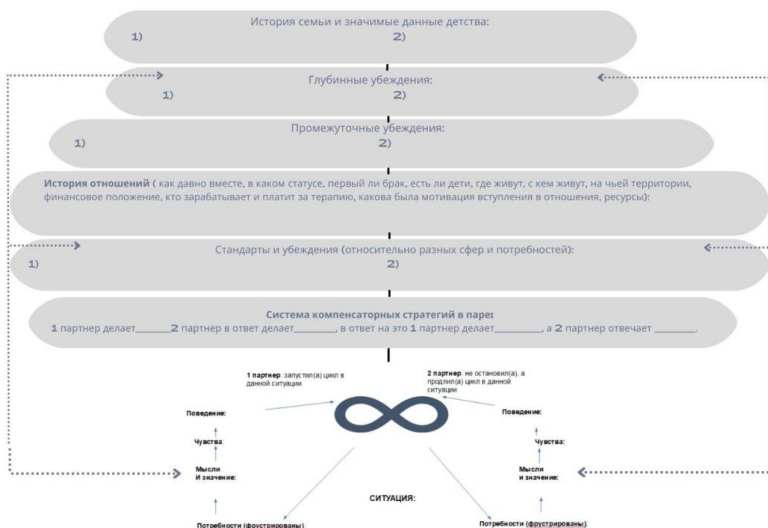 История семьи и значимые данные детства:
1) 2)
Глубинные убеждения:
1) 2)
Промежуточные убеждения:
1) 2)
История отношений ( как давно вместе, в каком статусе, первый ли брак, есть ли дети, где живут, с кем живут, на чьей территории,
финансовое положение, кто зарабатывает и платит за терапию, какова была мотивация вступления в отношения, ресурсы):
Стандарты и убеждения (относительно разных сфер и потребностей):
1) 2)
Система компенсаторных стратегий в паре:
1 партнер делает______2 партнер в ответ делает_______, в ответ на это 1 партнер делает________, а 2 партнер отвечает _______.
1 партнер: запустил(а) цикл в
данной ситуации
2 партнер: не остановил(а), а
продлил(а) цикл в данной
ситуации
Поведение:
Поведение:
Чувства:
Чувства:
Мысли
И значение:
Мысли
и значение:
СИТУАЦИЯ:
Потребности (фрустрированы)
Потребности (фрустрированы)